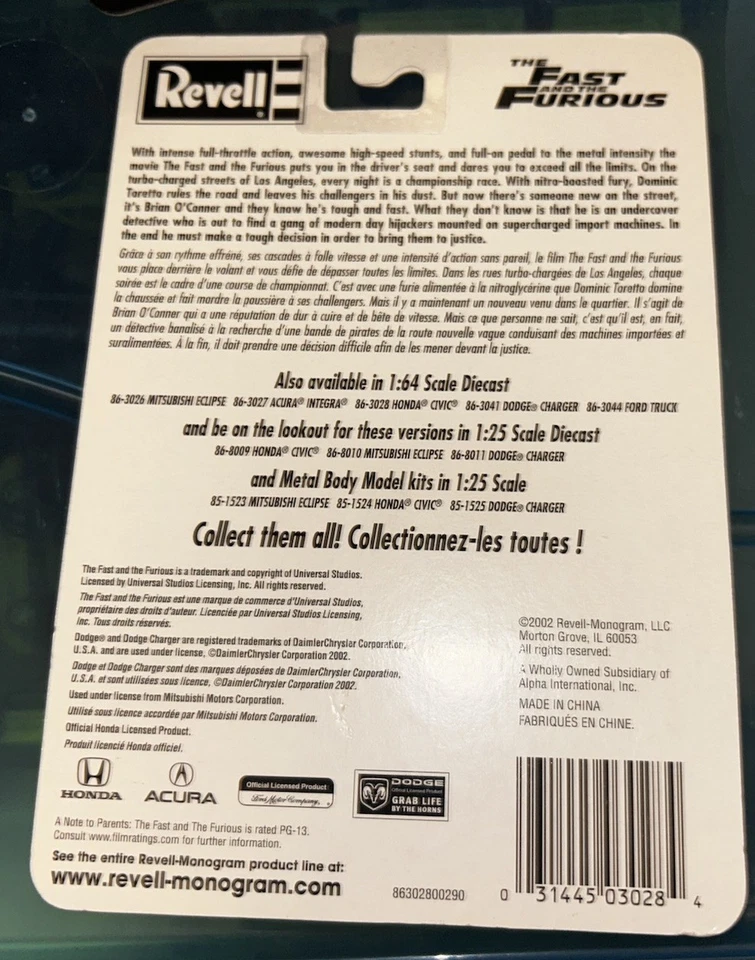 Revell®
THE FAST AND THE FURIOUS
With intense full-throttle action, awesome high-speed stunts, and full-on pedal to the metal intensity the
movie The Fast and the Furious puts you in the driver's seat and dares you to exceed all the limits. On the
turbo-charged streets of Los Angeles, every night is a championship race. With nitro-boosted fury, Dominic
Toretto rules the road and leaves his challengers in his dust. But now there's someone new on the street,
it's Brian O'Conner and they know he's tough and fast. What they don't know is that he is an undercover
detective who is out to find a gang of modern day hijackers mounted on supercharged import machines. In
the end he must make a tough decision in order to bring them to justice.
Grâce à son rythme effréné, ses cascades à folle vitesse et une intensité d'action sans pareil, le film The Fast and the Furious
vous place derrière le volant et vous défie de dépasser toutes les limites. Dans les rues turbo-chargées de Los Angeles, chaque
soirée est le cadre d'une course de championnat. C'est avec une furie alimentée à la nitroglycérine que Dominic Toretto domine
la chaussée et fait mordre la poussière à ses challengers. Mais il y a maintenant un nouveau venu dans le quartier. Il s'agit de
Brian O'Conner qui a une réputation de dur à cuire et de bête de vitesse. Mais ce que personne ne sait, c'est qu'il est, en fait,
un détective banalisé à la recherche d'une bande de pirates de la route nouvelle vague conduisant des machines importées et
suralimentées. À la fin, il doit prendre une décision difficile afin de les mener devant la justice.
Also available in 1:64 Scale Diecast
86-3026 MITSUBISHI ECLIPSE 86-3027 ACURA® INTEGRA® 86-3028 HONDA® CIVIC® 86-3041 DODGE® CHARGER 86-3044 FORD TRUCK
and be on the lookout for these versions in 1:25 Scale Diecast
86-8009 HONDA® CIVIC® 86-8010 MITSUBISHI ECLIPSE 86-8011 DODGE® CHARGER
and Metal Body Model kits in 1:25 Scale
85-1523 MITSUBISHI ECLIPSE 85-1524 HONDA® CIVIC® 85-1525 DODGE® CHARGER
Collect them all! Collectionnez-les toutes !
The Fast and the Furious is a trademark and copyright of Universal Studios.
Licensed by Universal Studios Licensing, Inc. All rights reserved.
The Fast and the Furious est une marque de commerce d'Universal Studios,
propriétaire des droits d'auteur. Licenciée par Universal Studios Licensing,
Inc. Tous droits réservés.
Dodge® and Dodge Charger are registered trademarks of DaimlerChrysler Corporation,
U.S.A. and are used under license, ©DaimlerChrysler Corporation 2002.
Dodge et Dodge Charger sont des marques déposées de DaimlerChrysler Corporation,
U.S.A. et sont utilisées sous licence, ©DaimlerChrysler Corporation 2002.
Used under license from Mitsubishi Motors Corporation.
Utilisé sous licence accordée par Mitsubishi Motors Corporation.
Official Honda Licensed Product.
Produit licencié Honda officiel.
©2002 Revell-Monogram, LLC
Morton Grove, IL 60053
All rights reserved.
A Wholly Owned Subsidiary of
Alpha International, Inc.
MADE IN CHINA
FABRIQUÉS EN CHINE.
HONDA
ACURA
Official Licensed Product
Ford Motor Company
DODGE
Official Licensed Product
GRAB LIFE
BY THE HORNS
A Note to Parents: The Fast and The Furious is rated PG-13.
Consult www.filmratings.com for further information.
See the entire Revell-Monogram product line at:
www.revell-monogram.com
86302800290
0 31445 03028 4